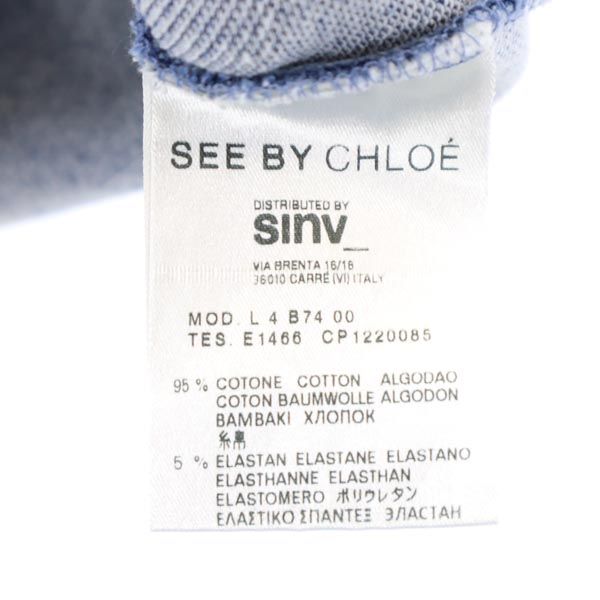 SEE BY CHLOÉ
DISTRIBUTED BY
sinv_
VIA BRENTA 16/18
36010 CARRÉ (VI) ITALY
MOD. L 4 B74 00
TES. E1466 CP1220085
95 % COTONE COTTON ALGODAO
COTON BAUMWOLLE ALGODON
BAMBAKI ХЛОПОК
綿
5 % ELASTAN ELASTANE ELASTANO
ELASTHANNE ELASTHAN
ELASTOMERO ポリウレタン
ΕΛΑΣΤΙΚΟ ΣΠΑΝΤΕΞ ЭЛАСТАН